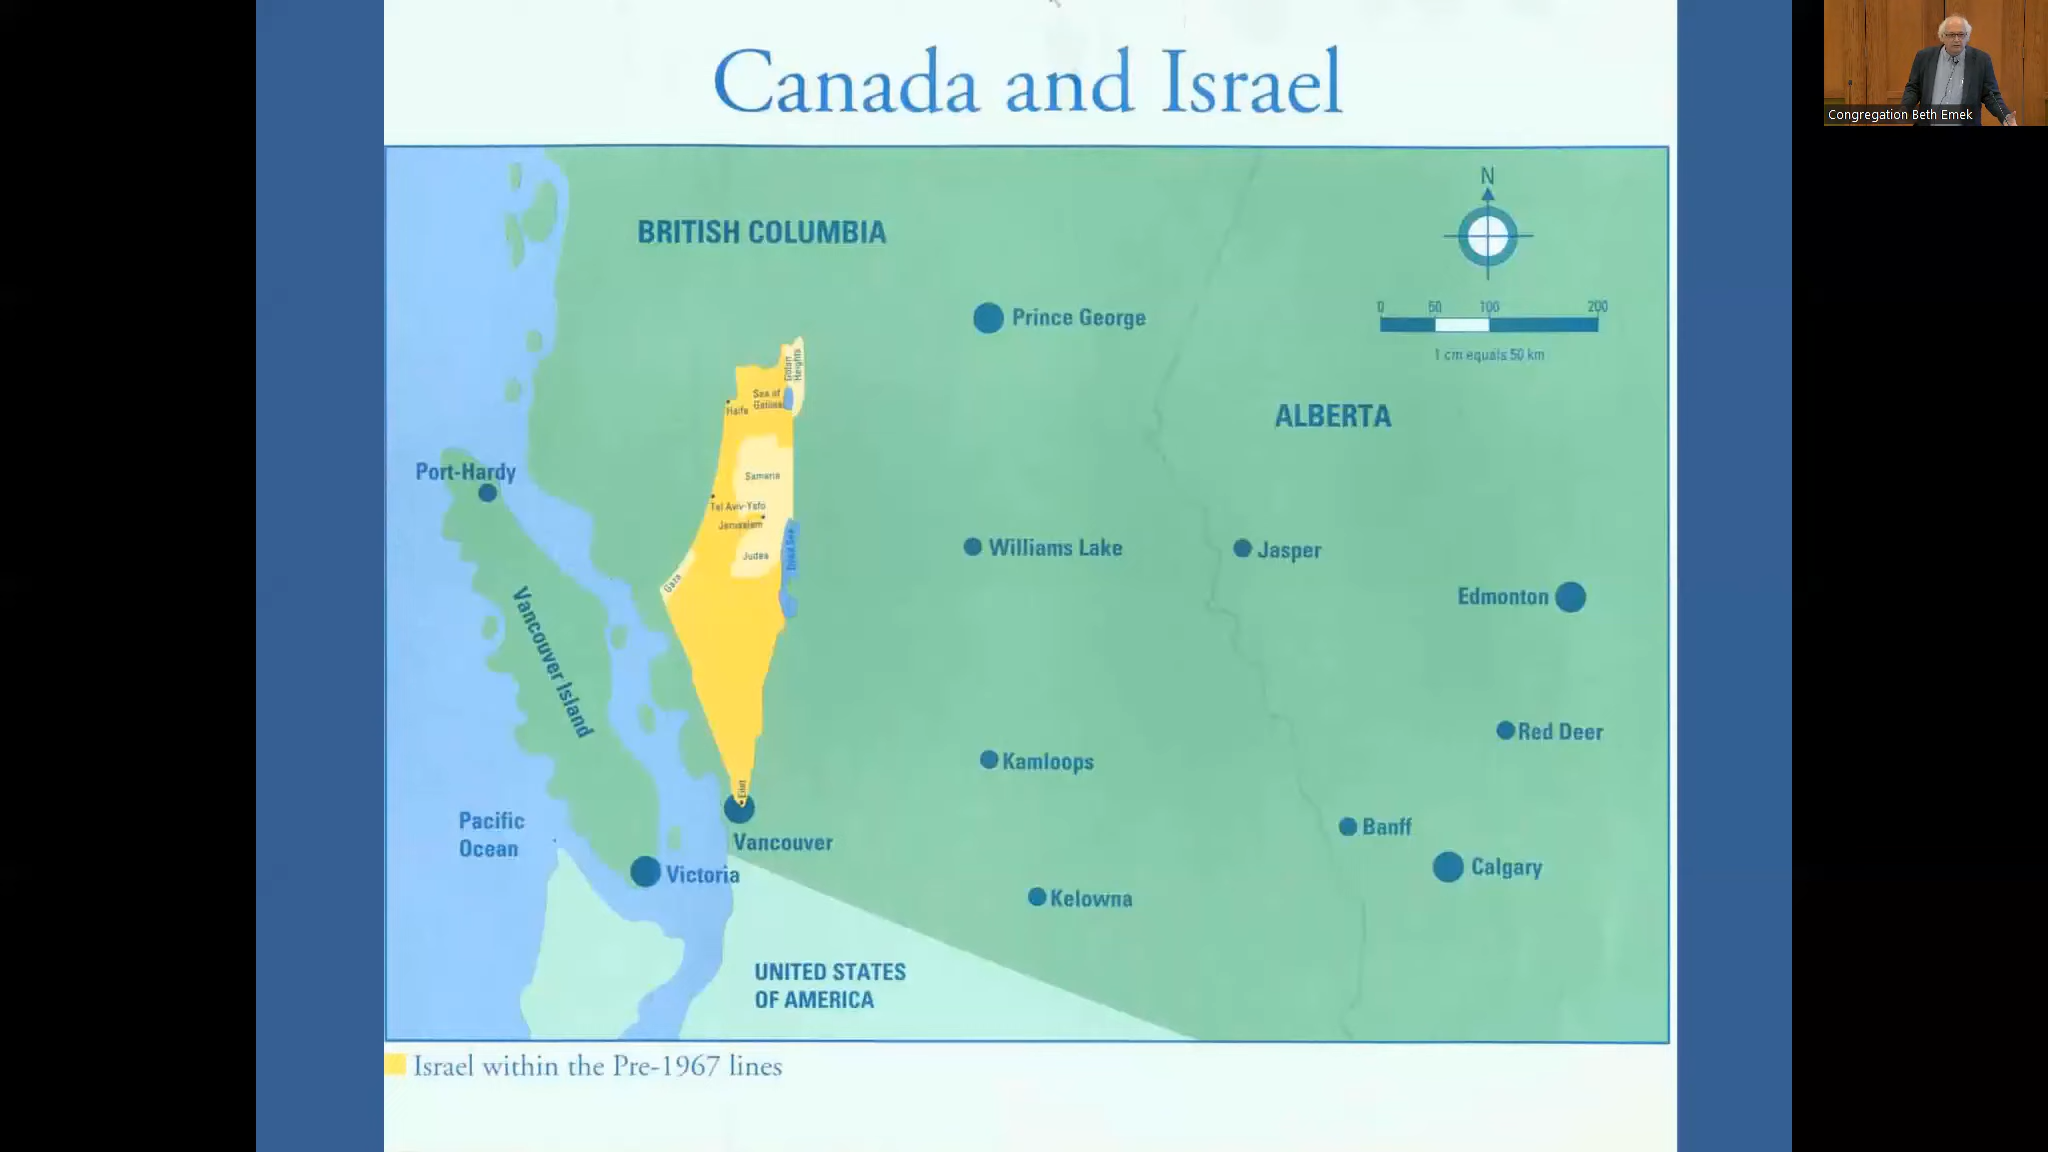 Canada and Israel
Congregation Beth Emek
N
BRITISH COLUMBIA
0 50 100 200
1 cm equals 50 km
Prince George
Golan
Heights
Sea of
Galilee
Haifa
ALBERTA
Port-Hardy
Samaria
Tel Aviv-Yafo
Jerusalem
Judea
Dead Sea
Gaza
Williams Lake
Jasper
Edmonton
Vancouver Island
Red Deer
Kamloops
Eilat
Vancouver
Pacific
Ocean
Banff
Victoria
Calgary
Kelowna
UNITED STATES
OF AMERICA
Israel within the Pre-1967 lines